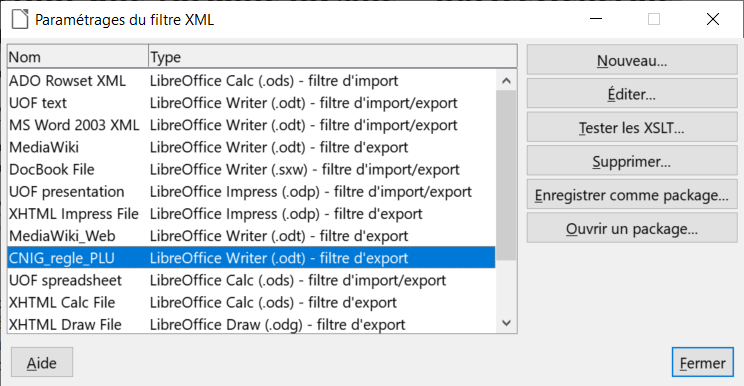 Paramétrages du filtre XML
Nom Type
ADO Rowset XML LibreOffice Calc (.ods) - filtre d'import
UOF text LibreOffice Writer (.odt) - filtre d'import/export
MS Word 2003 XML LibreOffice Writer (.odt) - filtre d'import/export
MediaWiki LibreOffice Writer (.odt) - filtre d'export
DocBook File LibreOffice Writer (.sxw) - filtre d'import/export
UOF presentation LibreOffice Impress (.odp) - filtre d'import/export
XHTML Impress File LibreOffice Impress (.odp) - filtre d'export
MediaWiki_Web LibreOffice Writer (.odt) - filtre d'export
CNIG_regle_PLU LibreOffice Writer (.odt) - filtre d'export
UOF spreadsheet LibreOffice Calc (.ods) - filtre d'import/export
XHTML Calc File LibreOffice Calc (.ods) - filtre d'export
XHTML Draw File LibreOffice Draw (.odg) - filtre d'export
Nouveau...
Éditer...
Tester les XSLT...
Supprimer...
Enregistrer comme package...
Ouvrir un package...
Aide
Fermer